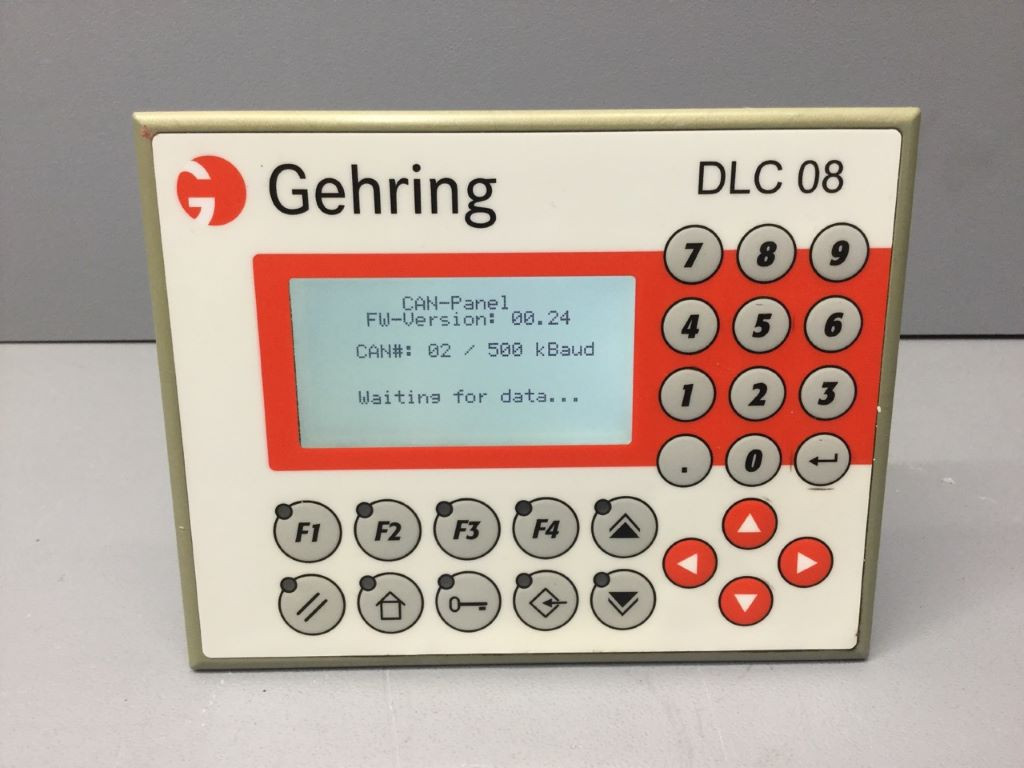 Gehring
DLC 08
CAN-Panel
FW-Version: 00.24
CAN#: 02 / 500 kBaud
Waiting for data...
7 8 9
4 5 6
1 2 3
. 0
F1 F2 F3 F4